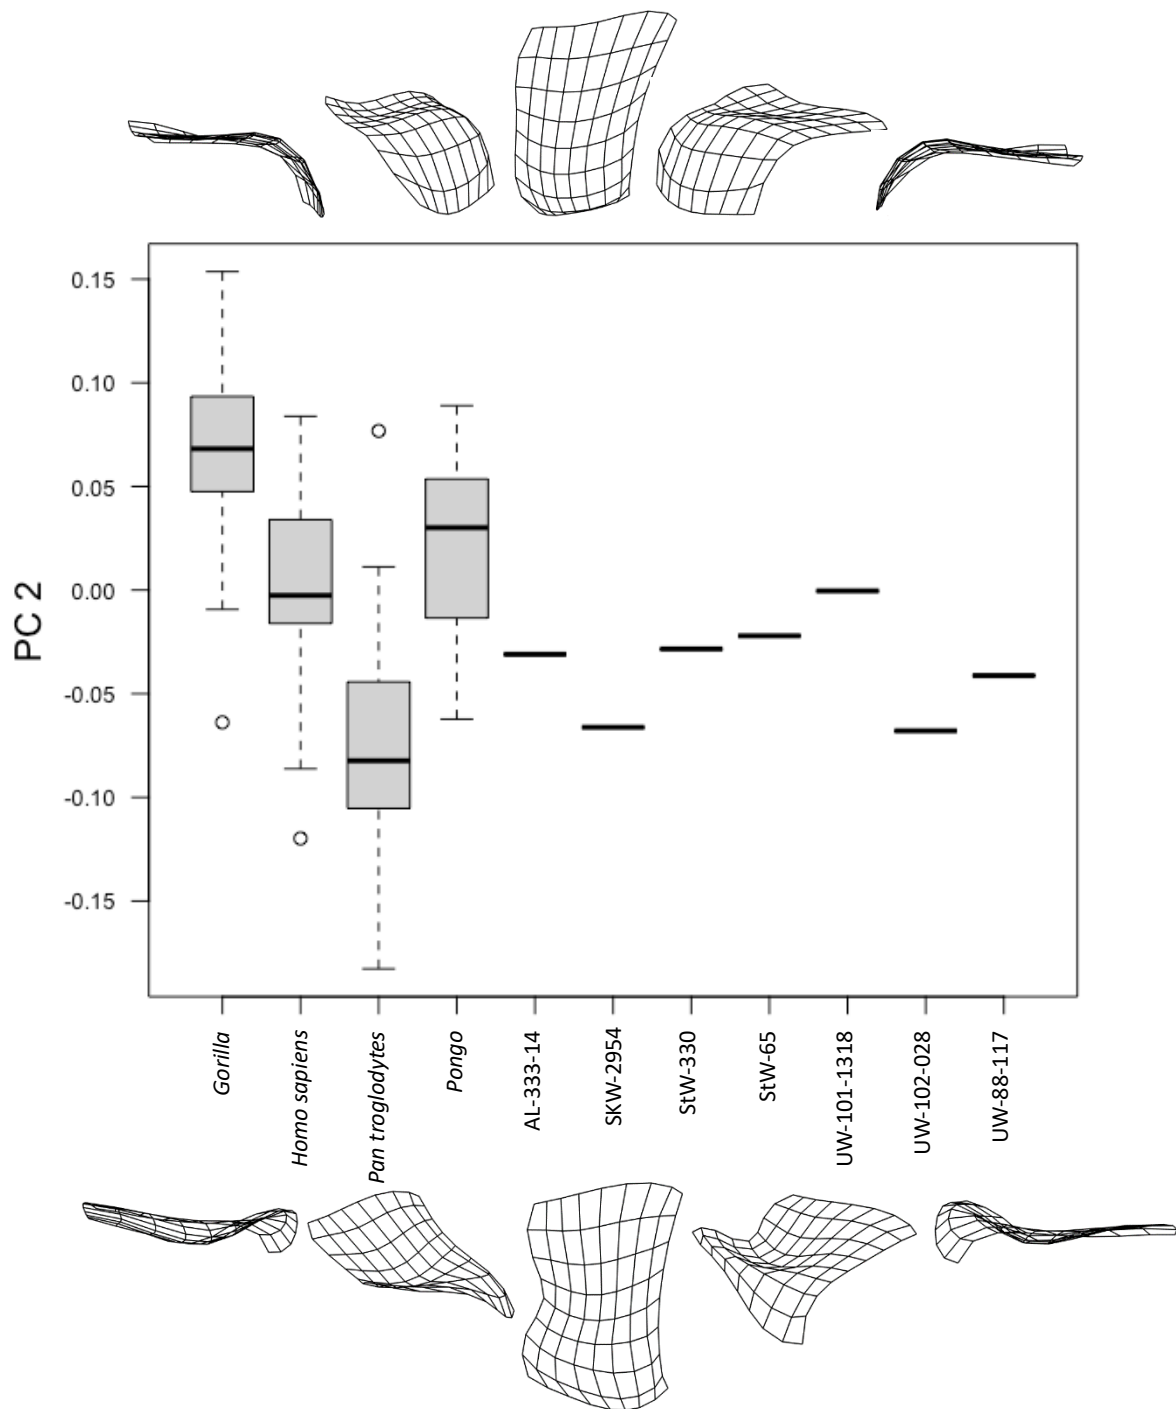 0.15
0.10
0.05
0.00
-0.05
-0.10
-0.15
PC 2
Gorilla
Homo sapiens
Pan troglodytes
Pongo
AL-333-14
SKW-2954
StW-330
StW-65
UW-101-1318
UW-102-028
UW-88-117